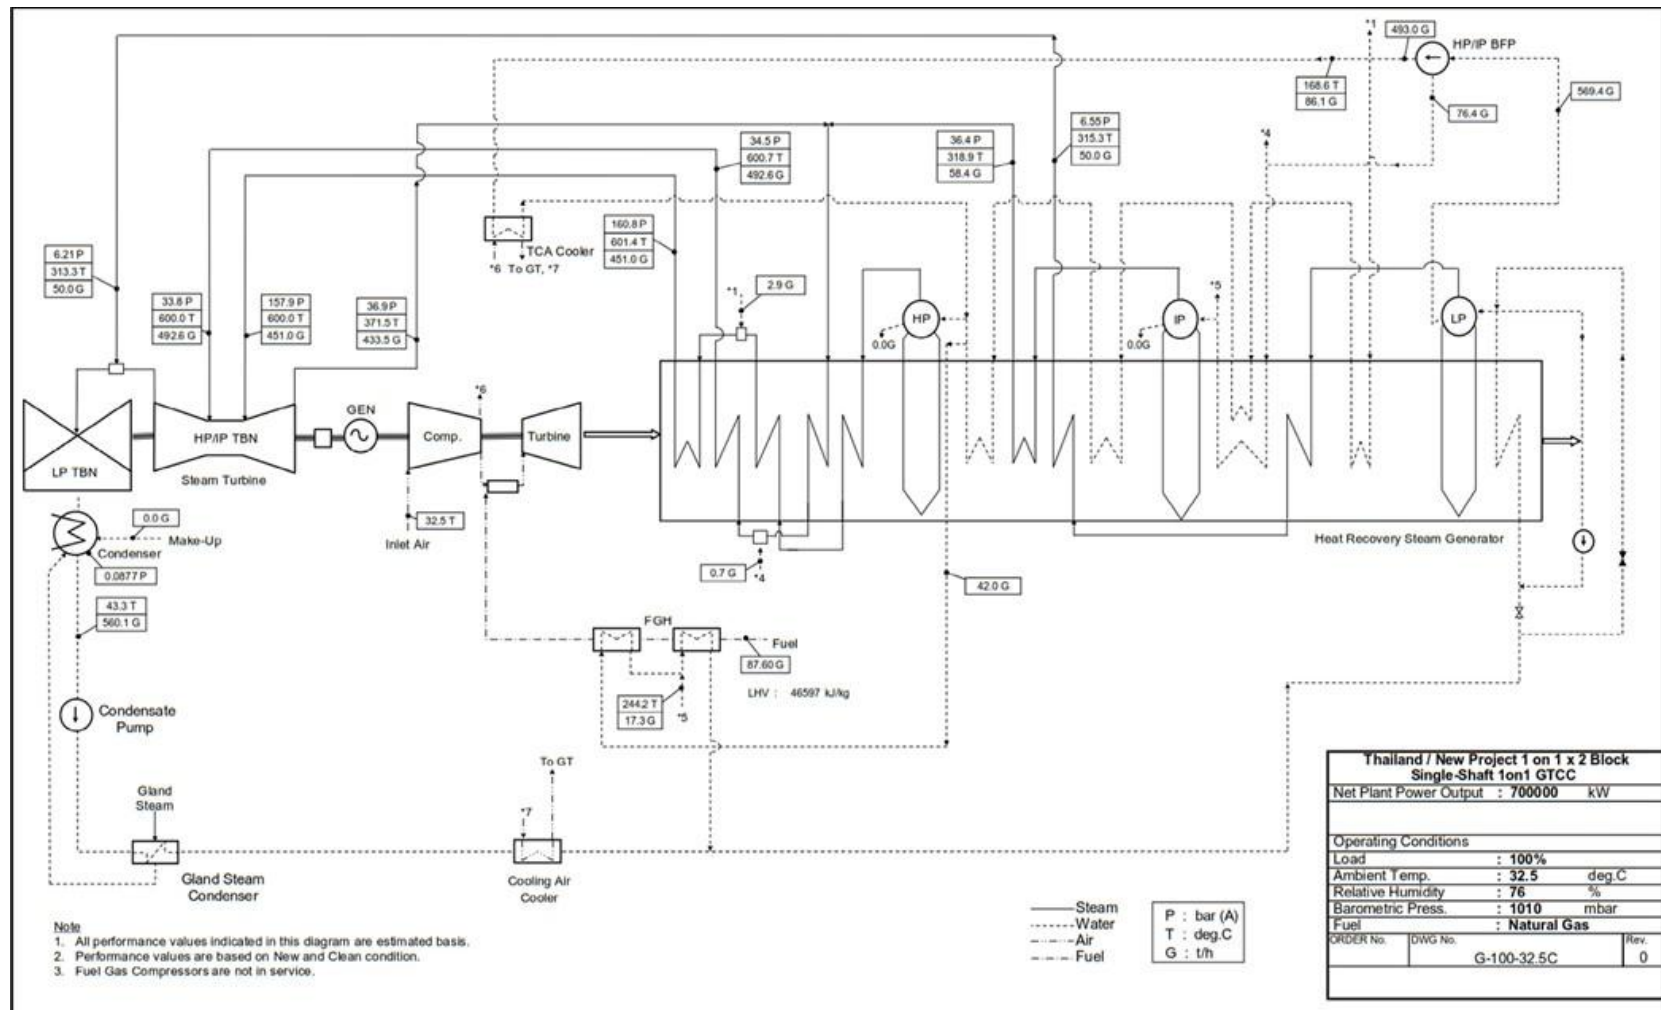 *1
493.0 G
HP/IP BFP
168.6 T
86.1 G
569.4 G
76.4 G
*4
34.5 P
600.7 T
492.6 G
36.4 P
318.9 T
58.4 G
6.55 P
315.3 T
50.0 G
160.8 P
601.4 T
451.0 G
TCA Cooler
*6 To GT, *7
6.21 P
313.3 T
50.0 G
33.8 P
600.0 T
492.6 G
157.9 P
600.0 T
451.0 G
36.9 P
371.5 T
433.5 G
*1
2.9 G
HP
0.0G
*5
IP
0.0G
LP
*6
GEN
LP TBN
HP/IP TBN
Steam Turbine
Comp.
Turbine
32.5 T
Inlet Air
0.0 G
Make-Up
Condenser
0.0877 P
43.3 T
560.1 G
Heat Recovery Steam Generator
0.7 G
*4
42.0 G
FGH
Fuel
87.60 G
LHV : 46597 kJ/kg
244.2 T
17.3 G
*5
Condensate
Pump
To GT
*7
Gland
Steam
Gland Steam
Condenser
Cooling Air
Cooler
Note
1. All performance values indicated in this diagram are estimated basis.
2. Performance values are based on New and Clean condition.
3. Fuel Gas Compressors are not in service.
Steam
Water
Air
Fuel
P : bar (A)
T : deg.C
G : t/h
Thailand / New Project 1 on 1 x 2 Block
Single-Shaft 1on1 GTCC
Net Plant Power Output : 700000 kW
Operating Conditions
Load : 100%
Ambient Temp. : 32.5 deg.C
Relative Humidity : 76 %
Barometric Press. : 1010 mbar
Fuel : Natural Gas
ORDER No. DWG No. Rev.
G-100-32.5C 0